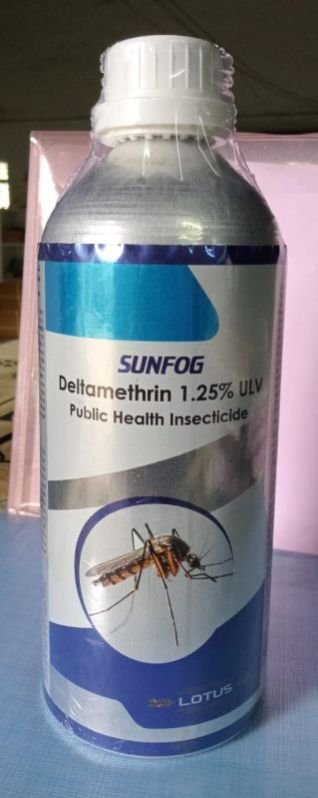 SUNFOG
Deltamethrin 1.25% ULV
Public Health Insecticide
LOTUS